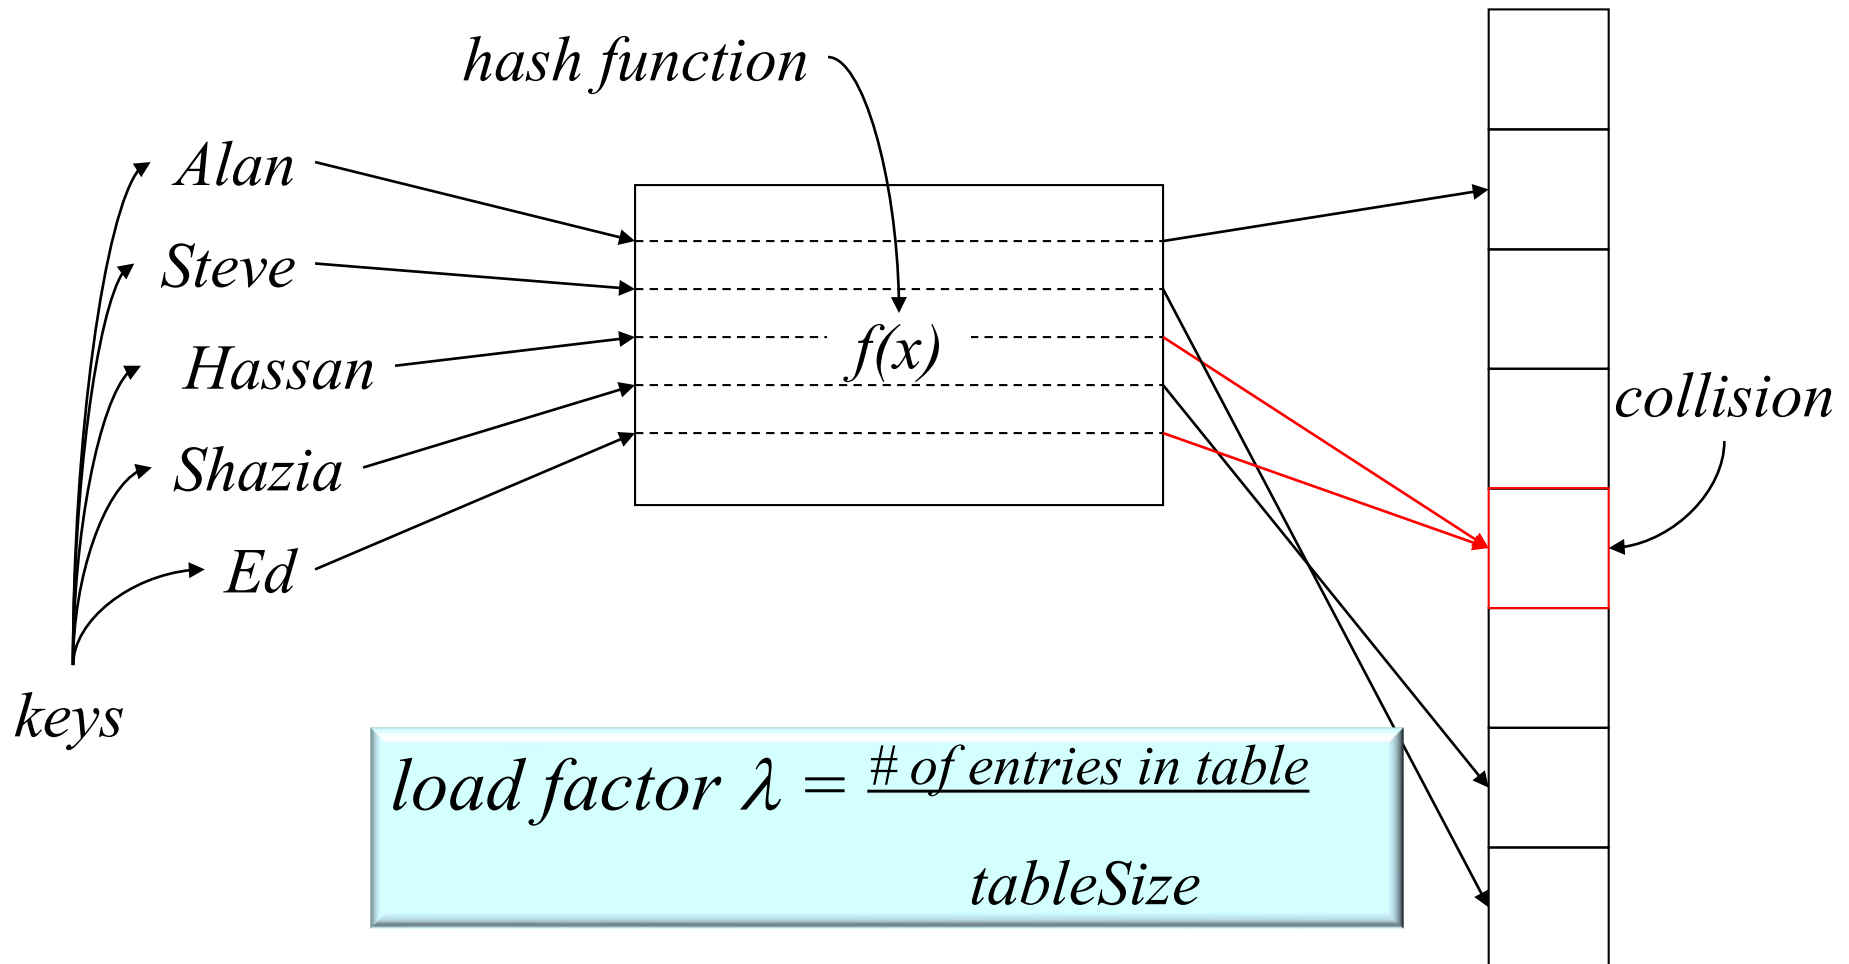 hash function
Alan
Steve
Hassan
Shazia
Ed
keys
f(x)
collision
load factor λ = # of entries in table
tableSize